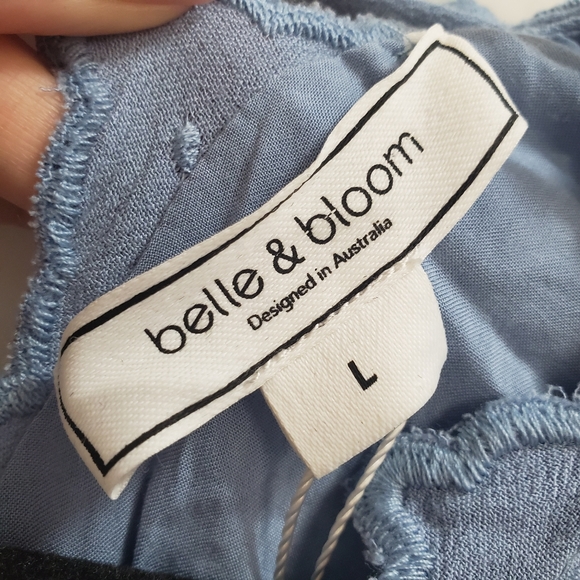 belle & bloom
Designed in Australia
L